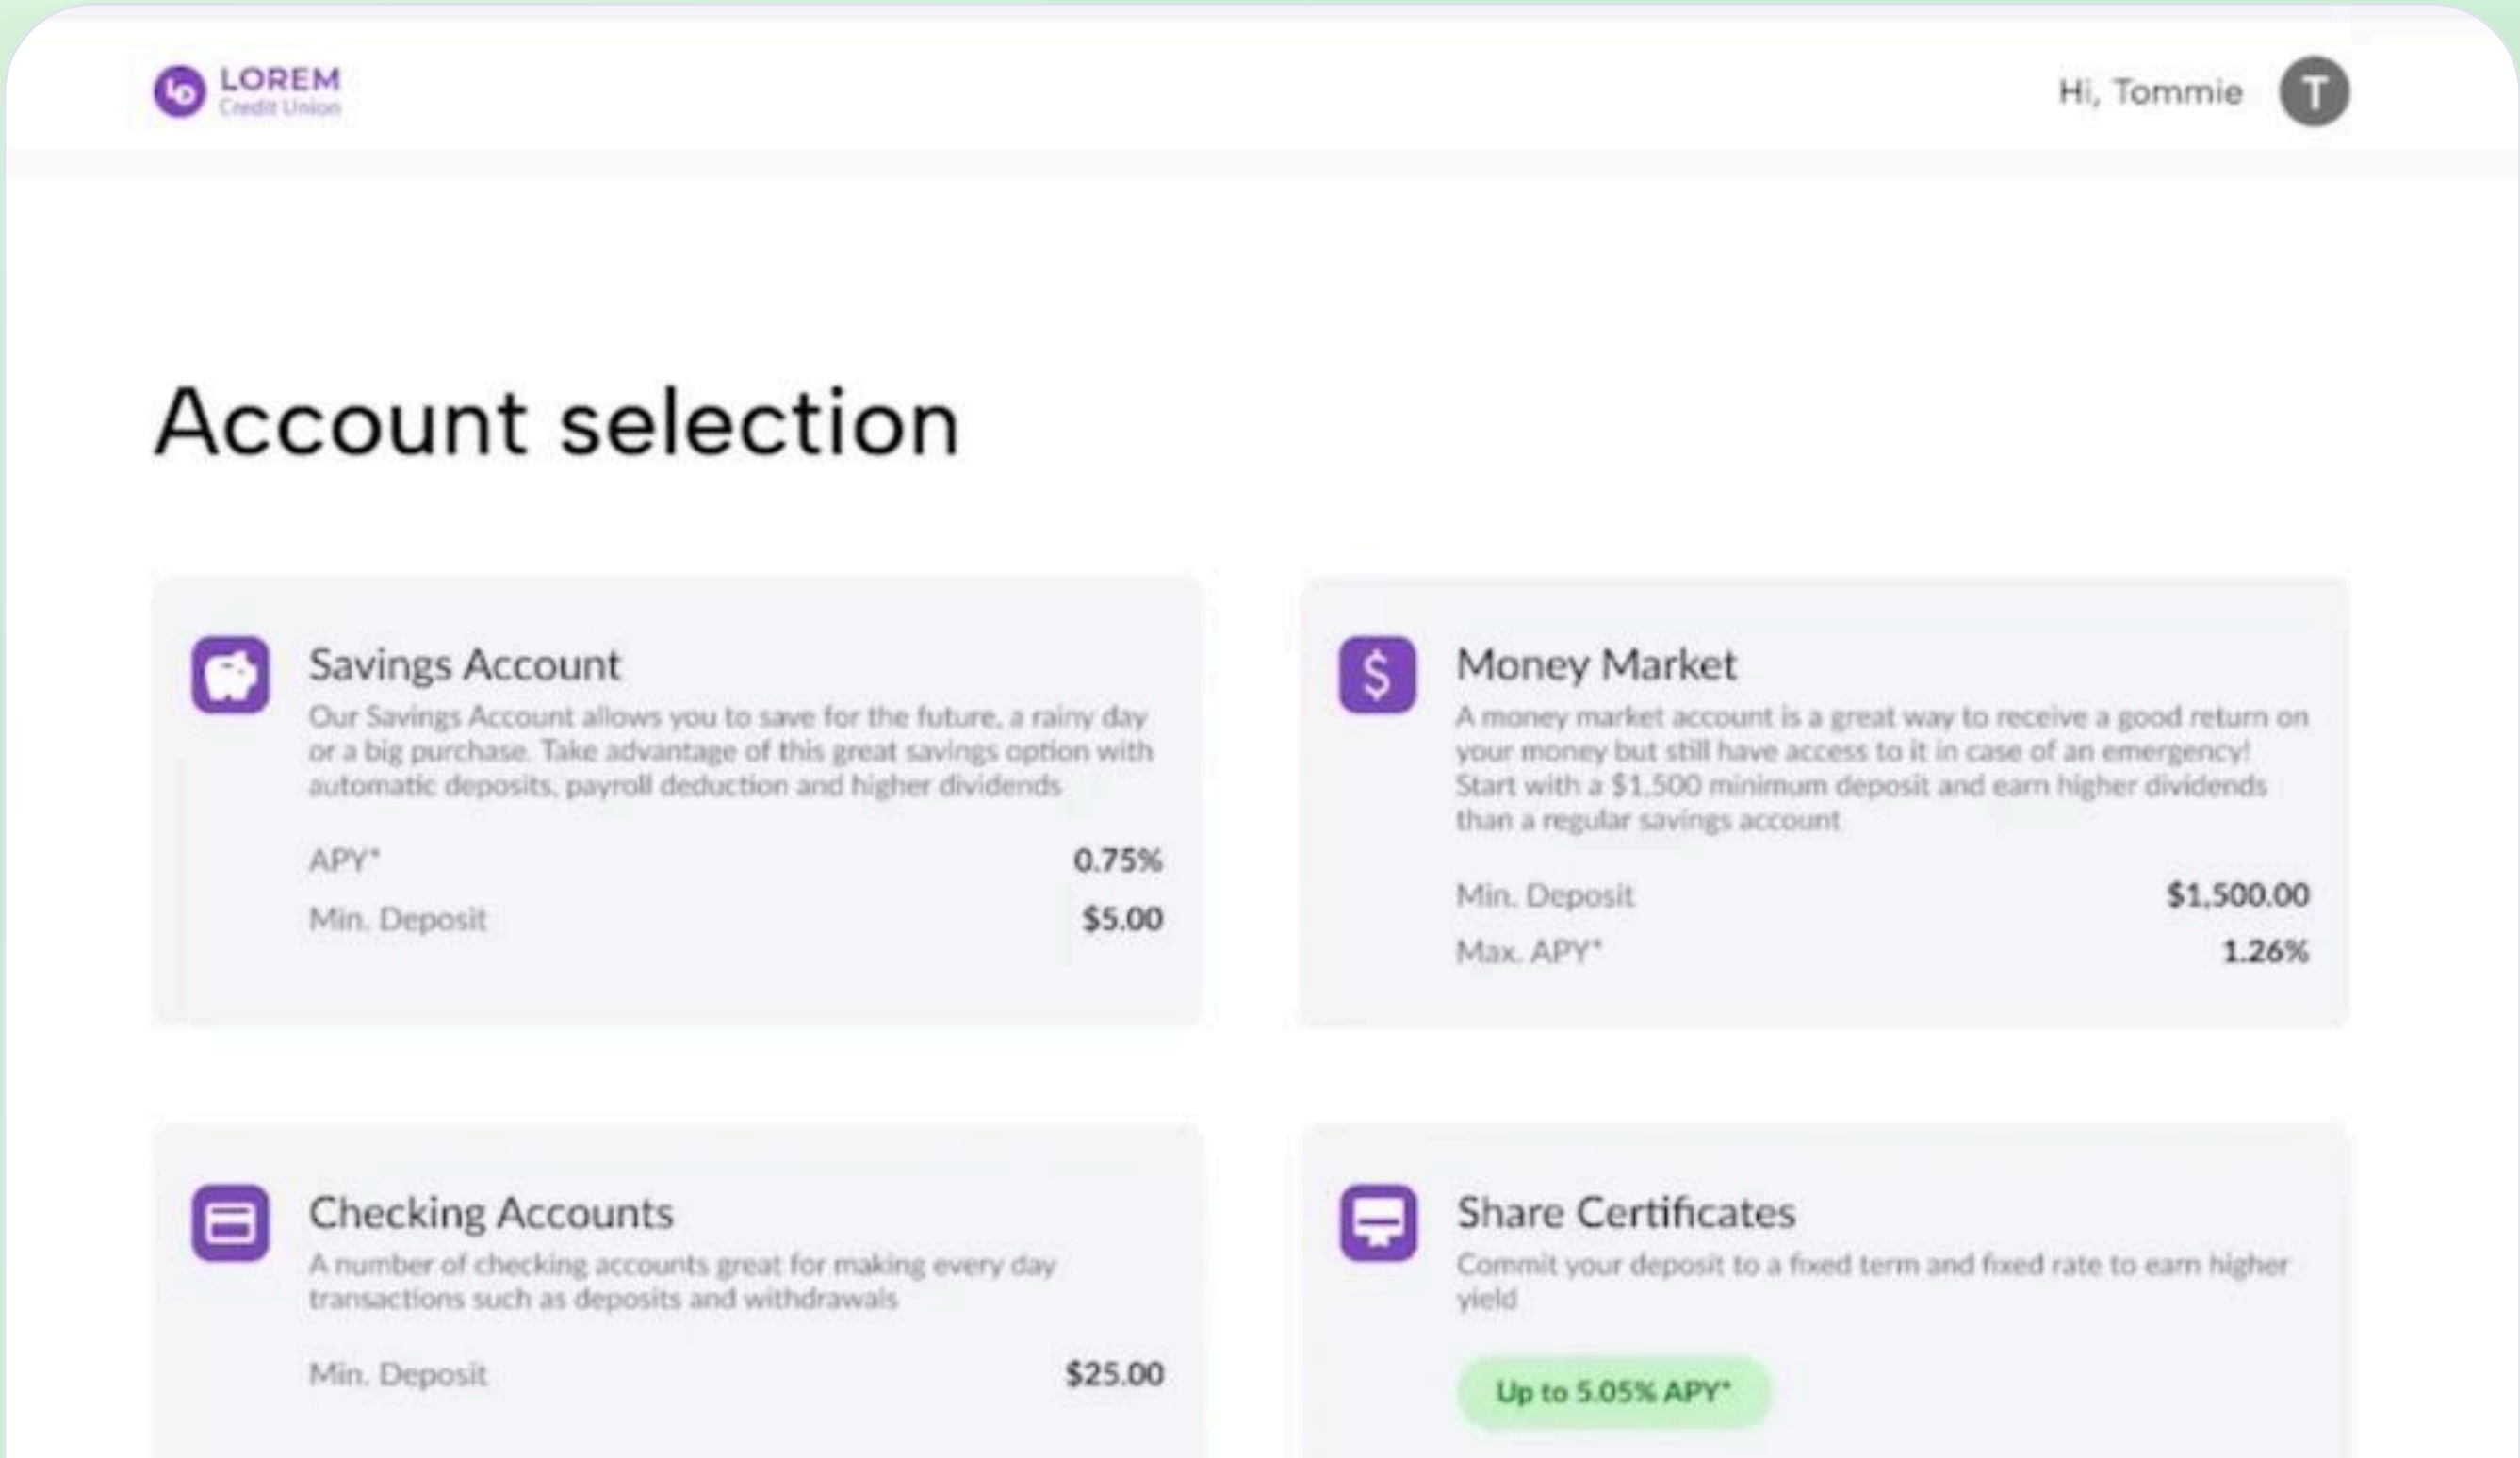 LOREM
Credit Union
Hi, Tommie
T
Account selection
Savings Account
Our Savings Account allows you to save for the future, a rainy day
or a big purchase. Take advantage of this great savings option with
automatic deposits, payroll deduction and higher dividends
APY*
0.75%
Min. Deposit
$5.00
Money Market
$
A money market account is a great way to receive a good return on
your money but still have access to it in case of an emergency!
Start with a $1,500 minimum deposit and earn higher dividends
than a regular savings account
Min. Deposit
$1,500.00
Max. APY*
1.26%
Checking Accounts
A number of checking accounts great for making every day
transactions such as deposits and withdrawals
Min. Deposit
$25.00
Share Certificates
Commit your deposit to a fixed term and fixed rate to earn higher
yield
Up to 5.05% APY*